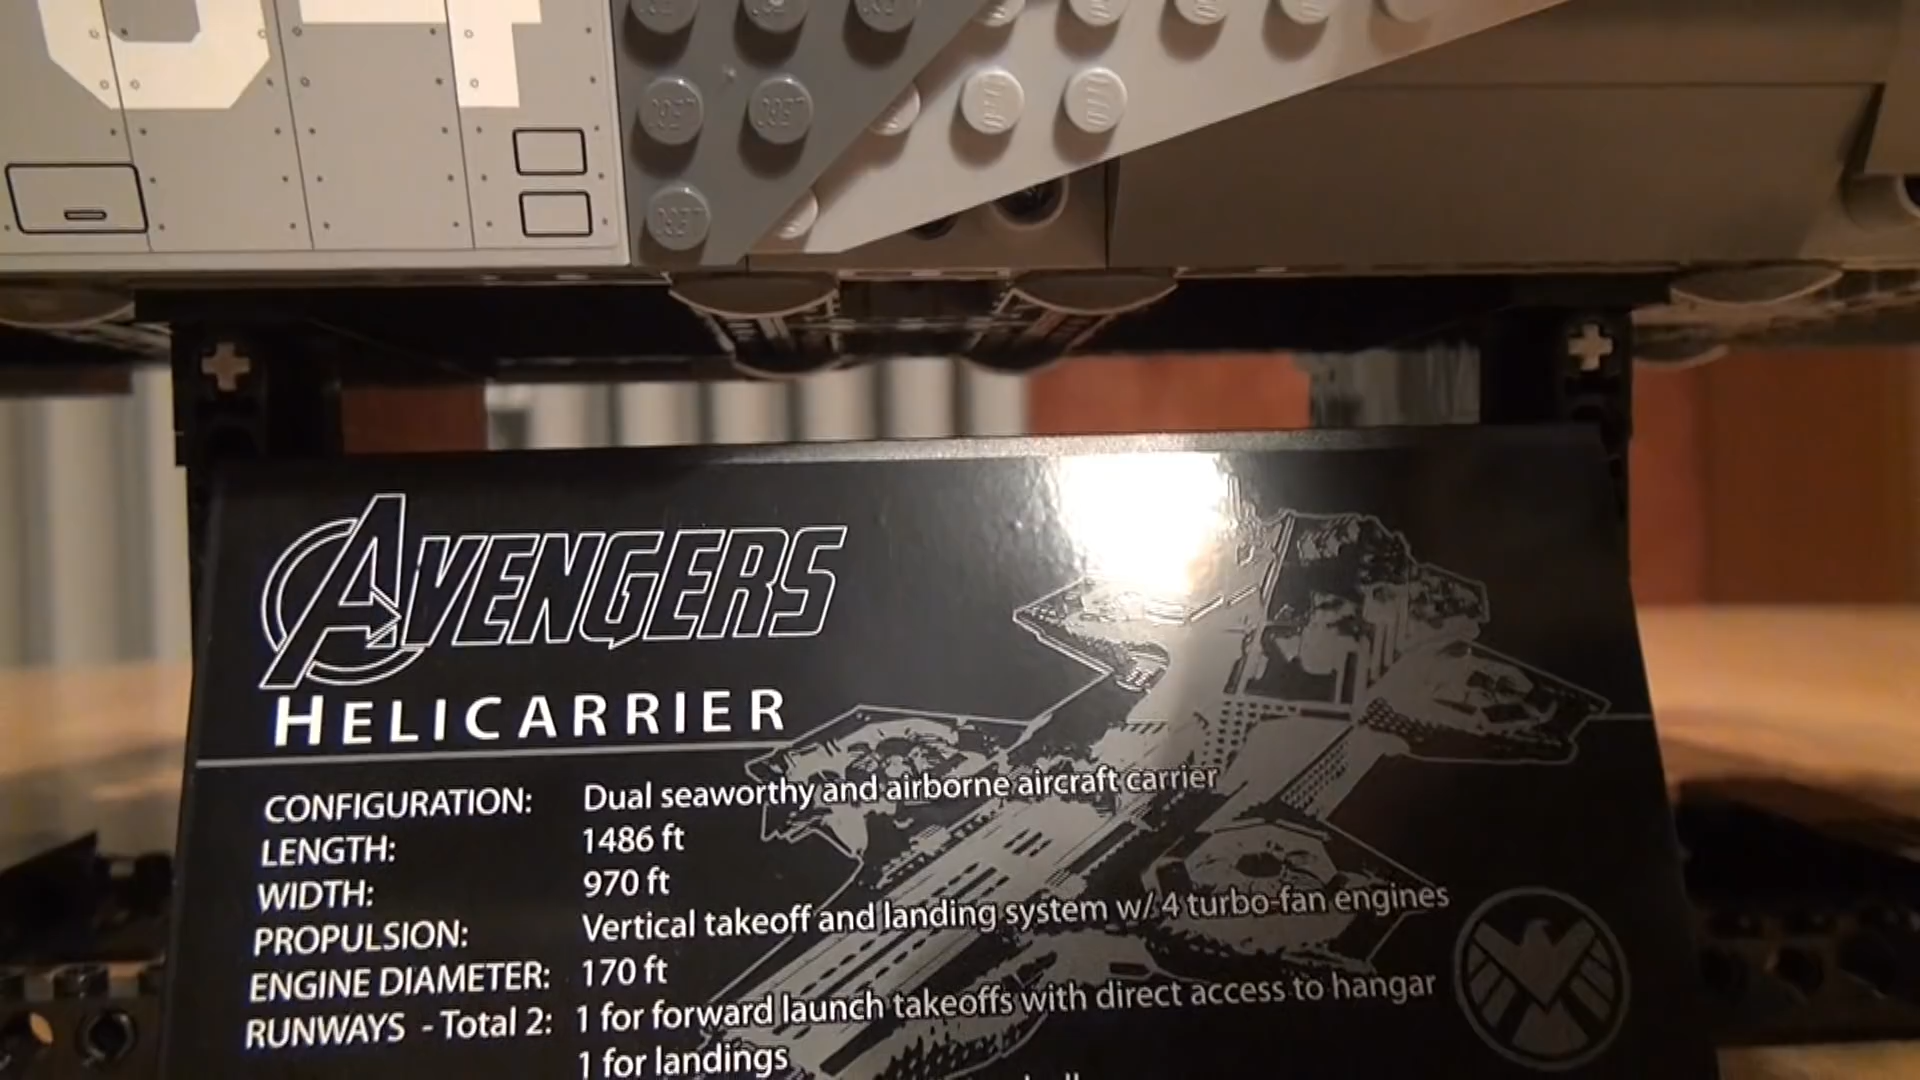 64
AVENGERS
HELICARRIER
CONFIGURATION: Dual seaworthy and airborne aircraft carrier
LENGTH: 1486 ft
WIDTH: 970 ft
PROPULSION: Vertical takeoff and landing system w/ 4 turbo-fan engines
ENGINE DIAMETER: 170 ft
RUNWAYS - Total 2: 1 for forward launch takeoffs with direct access to hangar
1 for landings